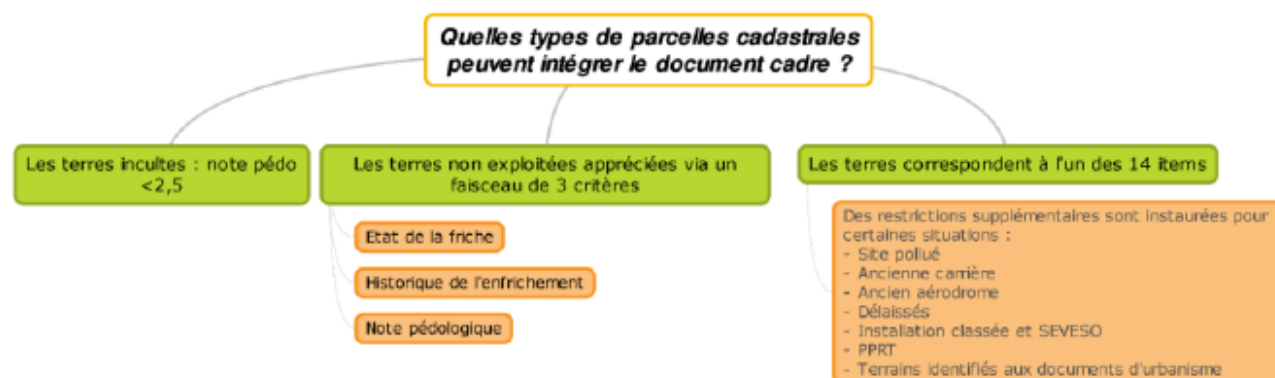 Quelles types de parcelles cadastrales
peuvent intégrer le document cadre ?
Les terres incultes : note pédo
<2,5
Les terres non exploitées appréciées via un
faisceau de 3 critères
Etat de la friche
Historique de l'enfrichement
Note pédologique
Les terres correspondent à l'un des 14 items
Des restrictions supplémentaires sont instaurées pour
certaines situations :
- Site pollué
- Ancienne carrière
- Ancien aérodrome
- Délaissés
- Installation classée et SEVESO
- PPRT
- Terrains identifiés aux documents d'urbanisme